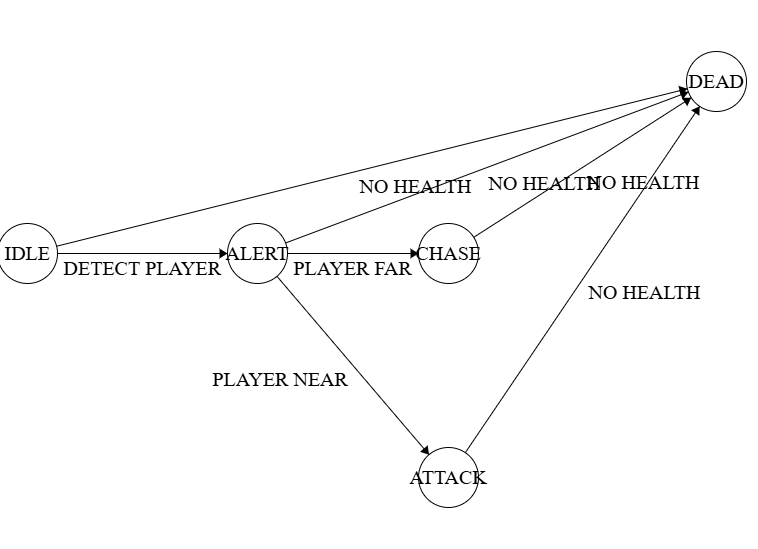 DEAD
NO HEALTH
NO HEALTH
NO HEALTH
IDLE
ALERT
CHASE
DETECT PLAYER
PLAYER FAR
NO HEALTH
PLAYER NEAR
ATTACK